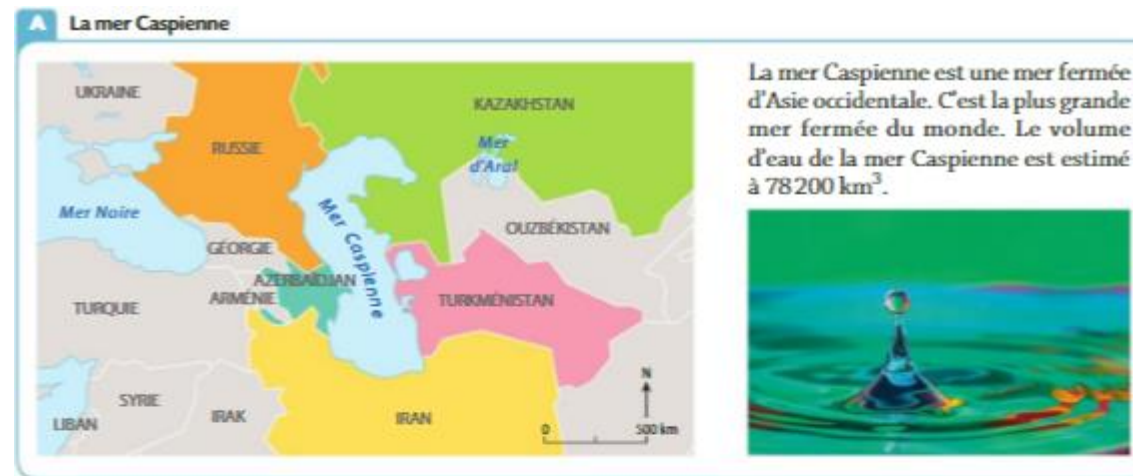 A La mer Caspienne
UKRAINE
KAZAKHSTAN
RUSSIE
Mer
d'Aral
Mer Noire
Mer Caspienne
OUZBÉKISTAN
GÉORGIE
AZERBAÏDJAN
ARMÉNIE
TURKMÉNISTAN
TURQUIE
N
SYRIE
IRAK
IRAN
LIBAN
0 500 km
La mer Caspienne est une mer fermée
d'Asie occidentale. C'est la plus grande
mer fermée du monde. Le volume
d'eau de la mer Caspienne est estimé
à 78 200 km³.